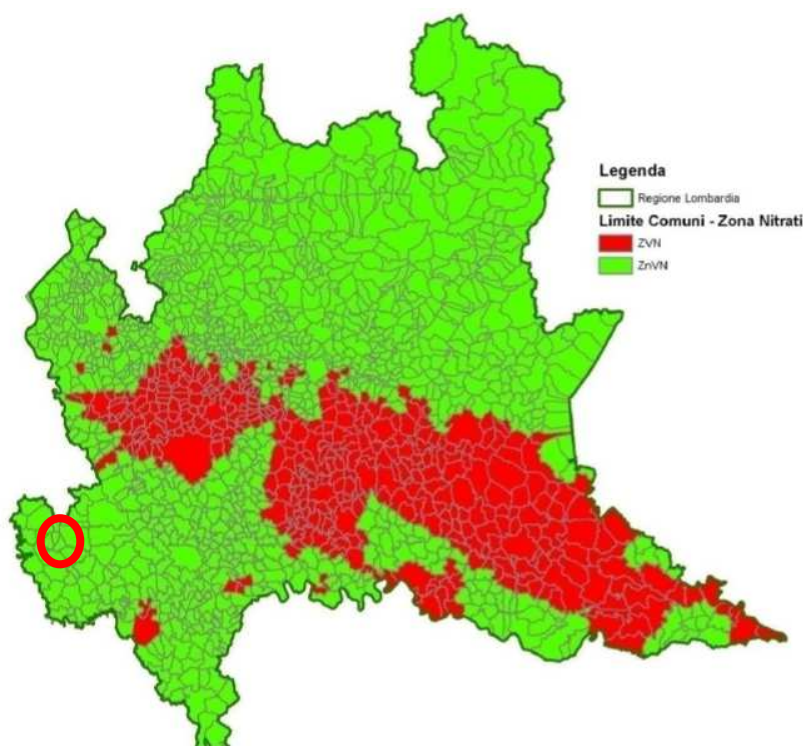 Legenda
Regione Lombardia
Limite Comuni - Zona Nitrati
ZVN
ZnVN